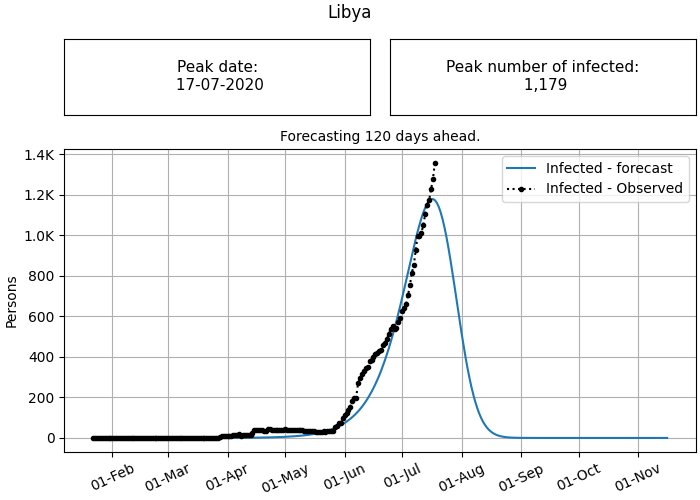 Libya
Peak date:
17-07-2020
Peak number of infected:
1,179
Forecasting 120 days ahead.
Infected - forecast
Infected - Observed
Persons
1.4K
1.2K
1.0K
800
600
400
200
0
01-Feb
01-Mar
01-Apr
01-May
01-Jun
01-Jul
01-Aug
01-Sep
01-Oct
01-Nov